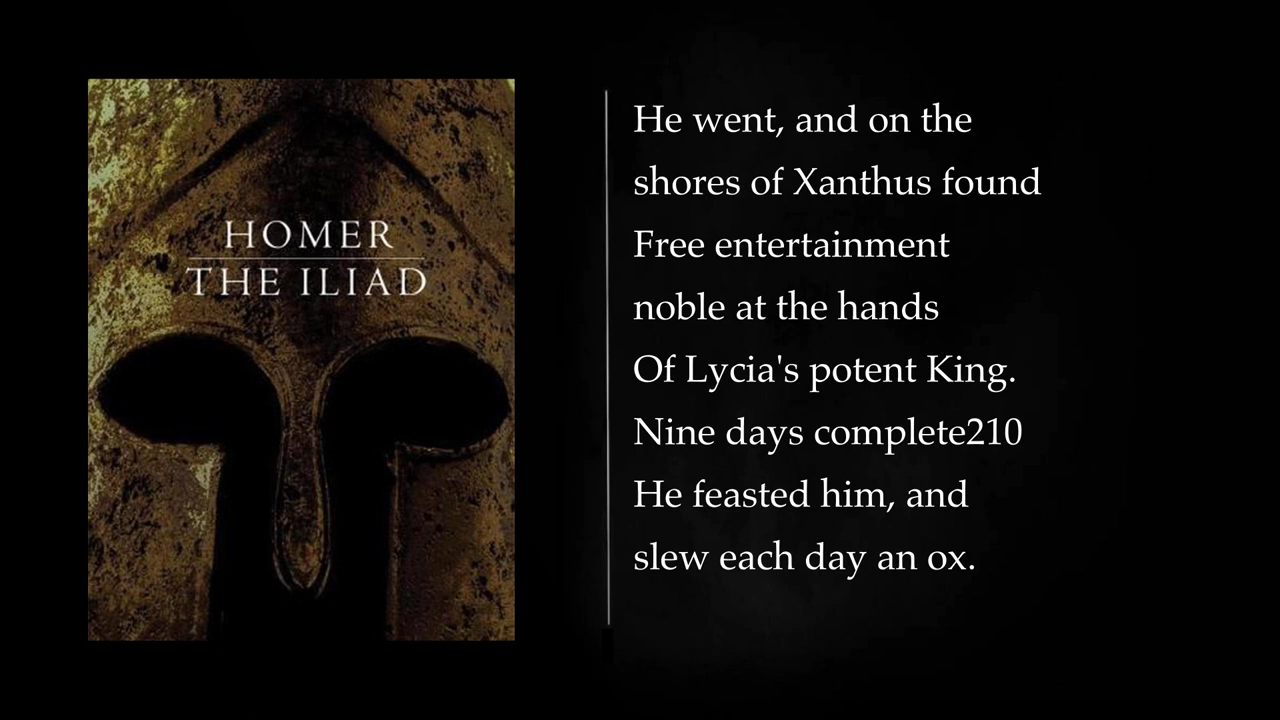 HOMER
THE ILIAD
He went, and on the
shores of Xanthus found
Free entertainment
noble at the hands
Of Lycia's potent King.
Nine days complete210
He feasted him, and
slew each day an ox.